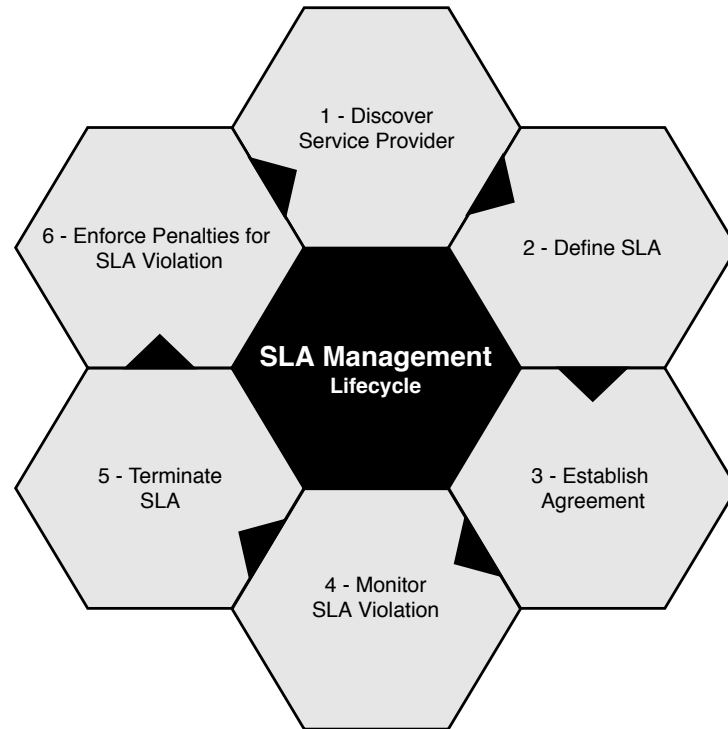 1 - Discover
Service Provider
2 - Define SLA
3 - Establish
Agreement
4 - Monitor
SLA Violation
5 - Terminate
SLA
6 - Enforce Penalties for
SLA Violation
SLA Management
Lifecycle